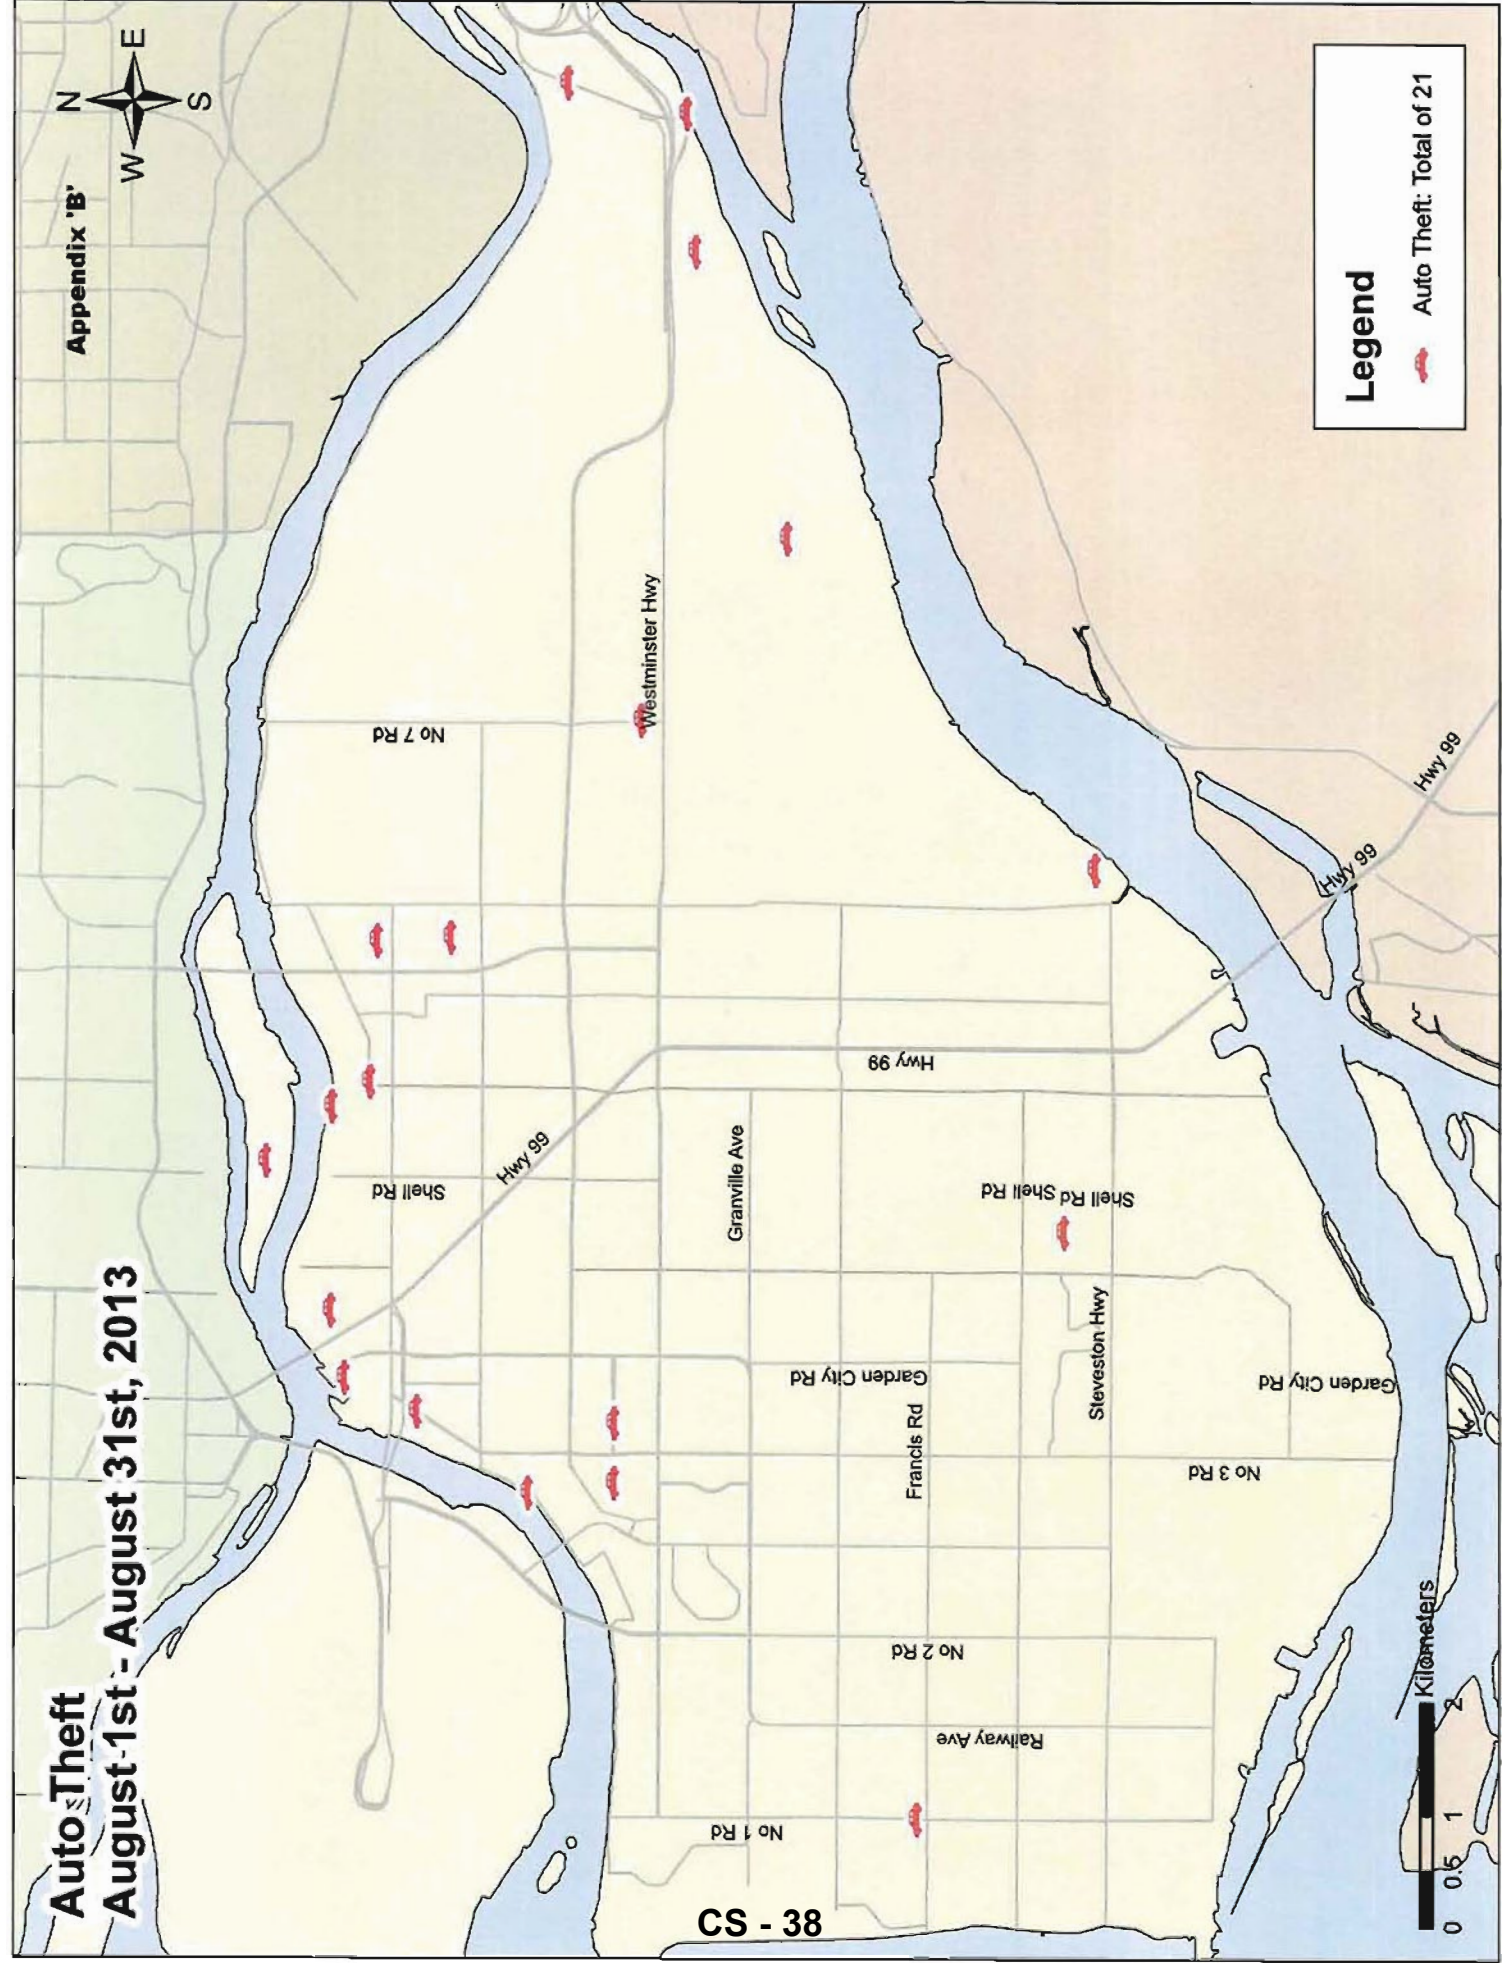 Auto Theft
August 1st - August 31st, 2013
Appendix 'B'
N
W
E
S
No 7 Rd
Westminster Hwy
Shell Rd
Hwy 99
Hwy 99
Granville Ave
Shell Rd
Shell Rd
Shell Rd
Garden City Rd
Francis Rd
Steveston Hwy
Garden City Rd
No 3 Rd
No 2 Rd
Railway Ave
No 1 Rd
Hwy 99
Hwy 99
Kilometers
0 0.5 1 2
Legend
Auto Theft: Total of 21
CS - 38